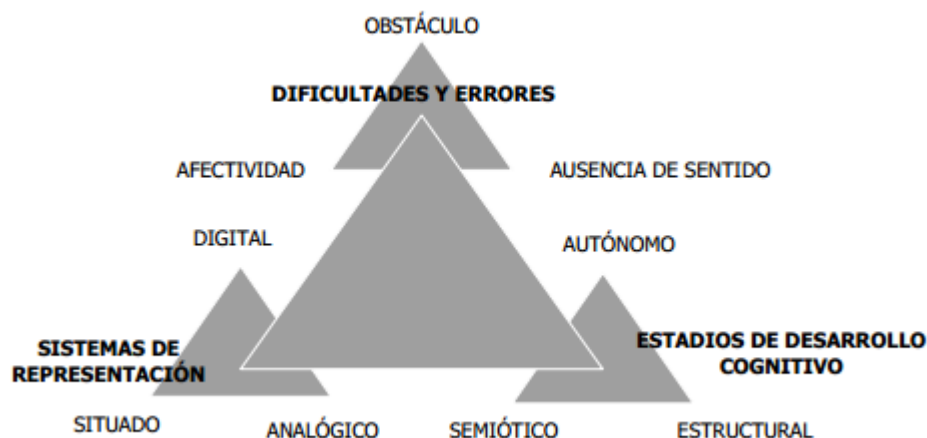 OBSTÁCULO
DIFICULTADES Y ERRORES
AFECTIVIDAD
AUSENCIA DE SENTIDO
DIGITAL
AUTÓNOMO
SISTEMAS DE
REPRESENTACIÓN
ESTADIOS DE DESARROLLO
COGNITIVO
SITUADO
ANALÓGICO
SEMIÓTICO
ESTRUCTURAL